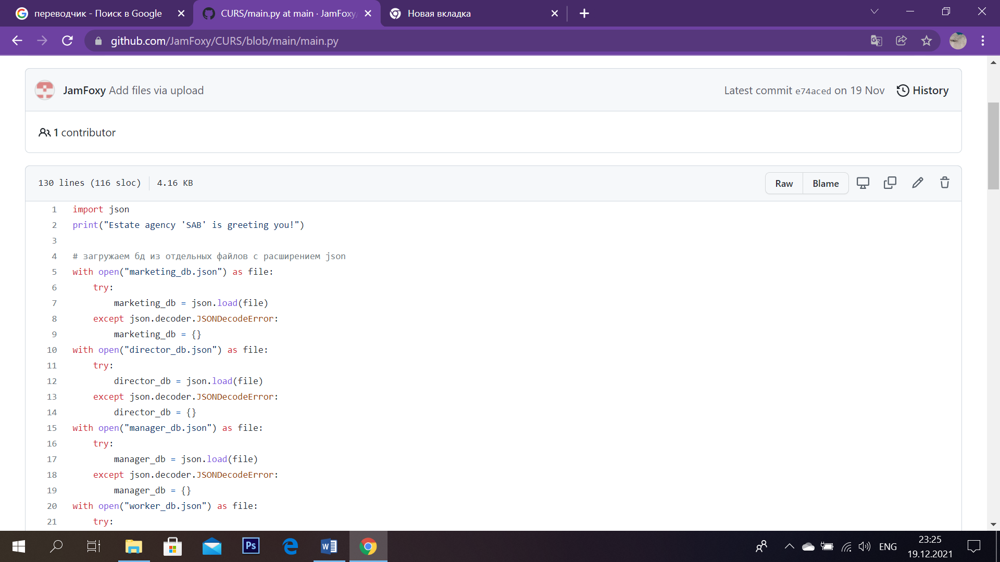 переводчик - Поиск в Google
CURS/main.py at main · JamFoxy/
Новая вкладка
github.com/JamFoxy/CURS/blob/main/main.py
JamFoxy Add files via upload
Latest commit e74aced on 19 Nov
History
1 contributor
130 lines (116 sloc)
4.16 KB
Raw
Blame
1 import json
2 print("Estate agency 'SAB' is greeting you!")
3
4 # загружаем бд из отдельных файлов с расширением json
5 with open("marketing_db.json") as file:
6 try:
7 marketing_db = json.load(file)
8 except json.decoder.JSONDecodeError:
9 marketing_db = {}
10 with open("director_db.json") as file:
11 try:
12 director_db = json.load(file)
13 except json.decoder.JSONDecodeError:
14 director_db = {}
15 with open("manager_db.json") as file:
16 try:
17 manager_db = json.load(file)
18 except json.decoder.JSONDecodeError:
19 manager_db = {}
20 with open("worker_db.json") as file:
21 try:
Ps
ENG
23:25
19.12.2021